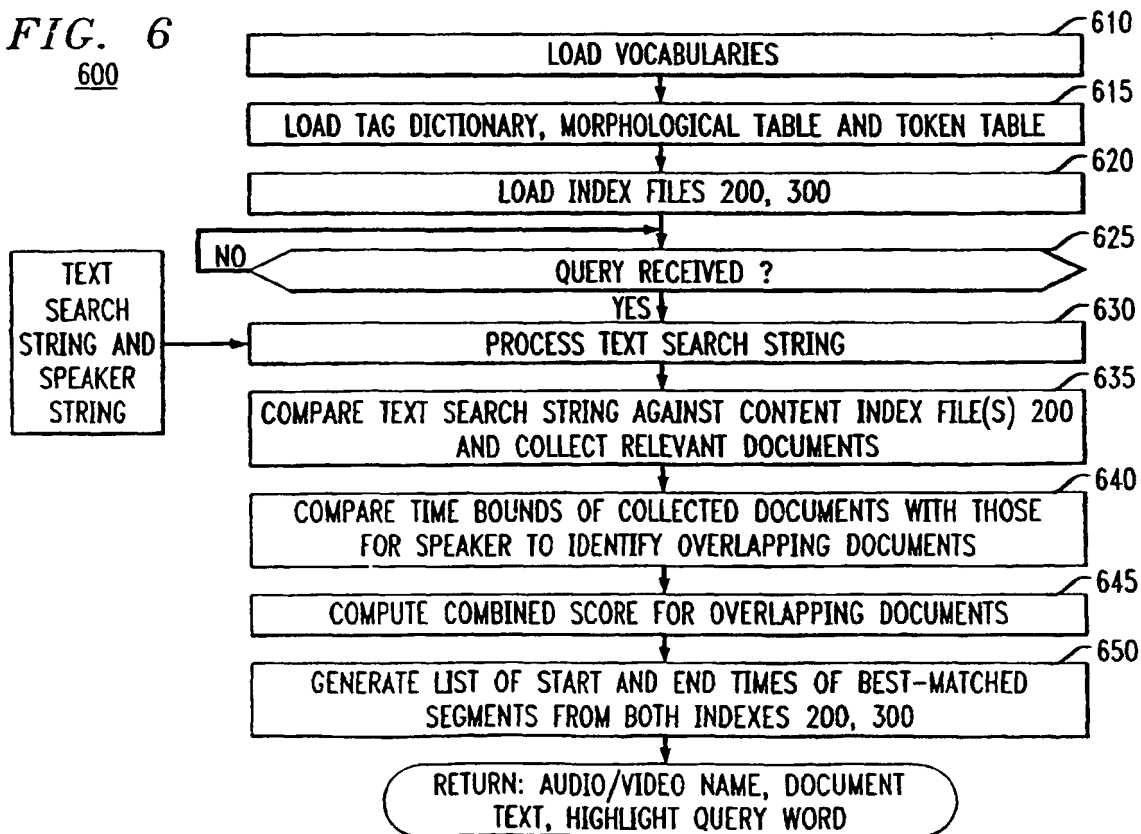 FIG. 6
600
610
LOAD VOCABULARIES
615
LOAD TAG DICTIONARY, MORPHOLOGICAL TABLE AND TOKEN TABLE
620
LOAD INDEX FILES 200, 300
625
NO
QUERY RECEIVED ?
YES
TEXT
SEARCH
STRING AND
SPEAKER
STRING
630
PROCESS TEXT SEARCH STRING
635
COMPARE TEXT SEARCH STRING AGAINST CONTENT INDEX FILE(S) 200
AND COLLECT RELEVANT DOCUMENTS
640
COMPARE TIME BOUNDS OF COLLECTED DOCUMENTS WITH THOSE
FOR SPEAKER TO IDENTIFY OVERLAPPING DOCUMENTS
645
COMPUTE COMBINED SCORE FOR OVERLAPPING DOCUMENTS
650
GENERATE LIST OF START AND END TIMES OF BEST-MATCHED
SEGMENTS FROM BOTH INDEXES 200, 300
RETURN: AUDIO/VIDEO NAME, DOCUMENT
TEXT, HIGHLIGHT QUERY WORD